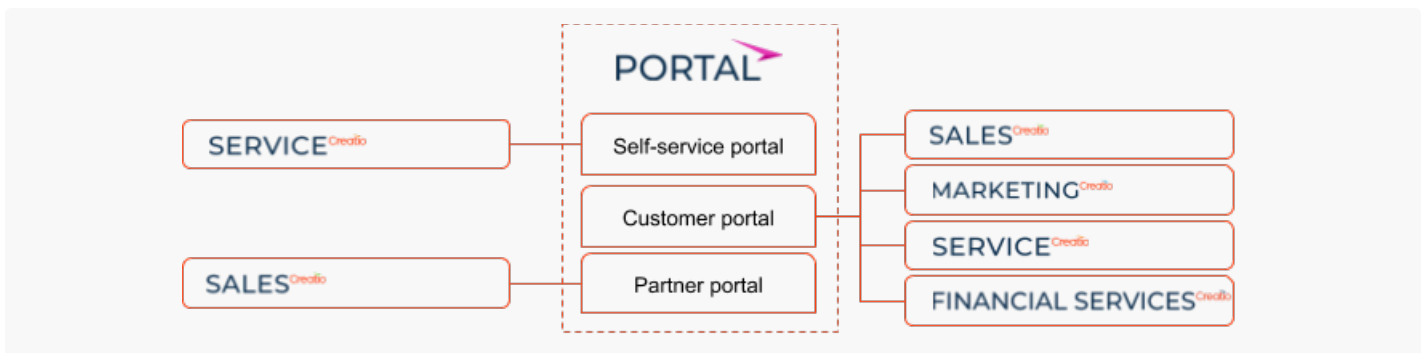 PORTAL
SERVICE Creatio
Self-service portal
SALES Creatio
MARKETING Creatio
Customer portal
SERVICE Creatio
SALES Creatio
Partner portal
FINANCIAL SERVICES Creatio